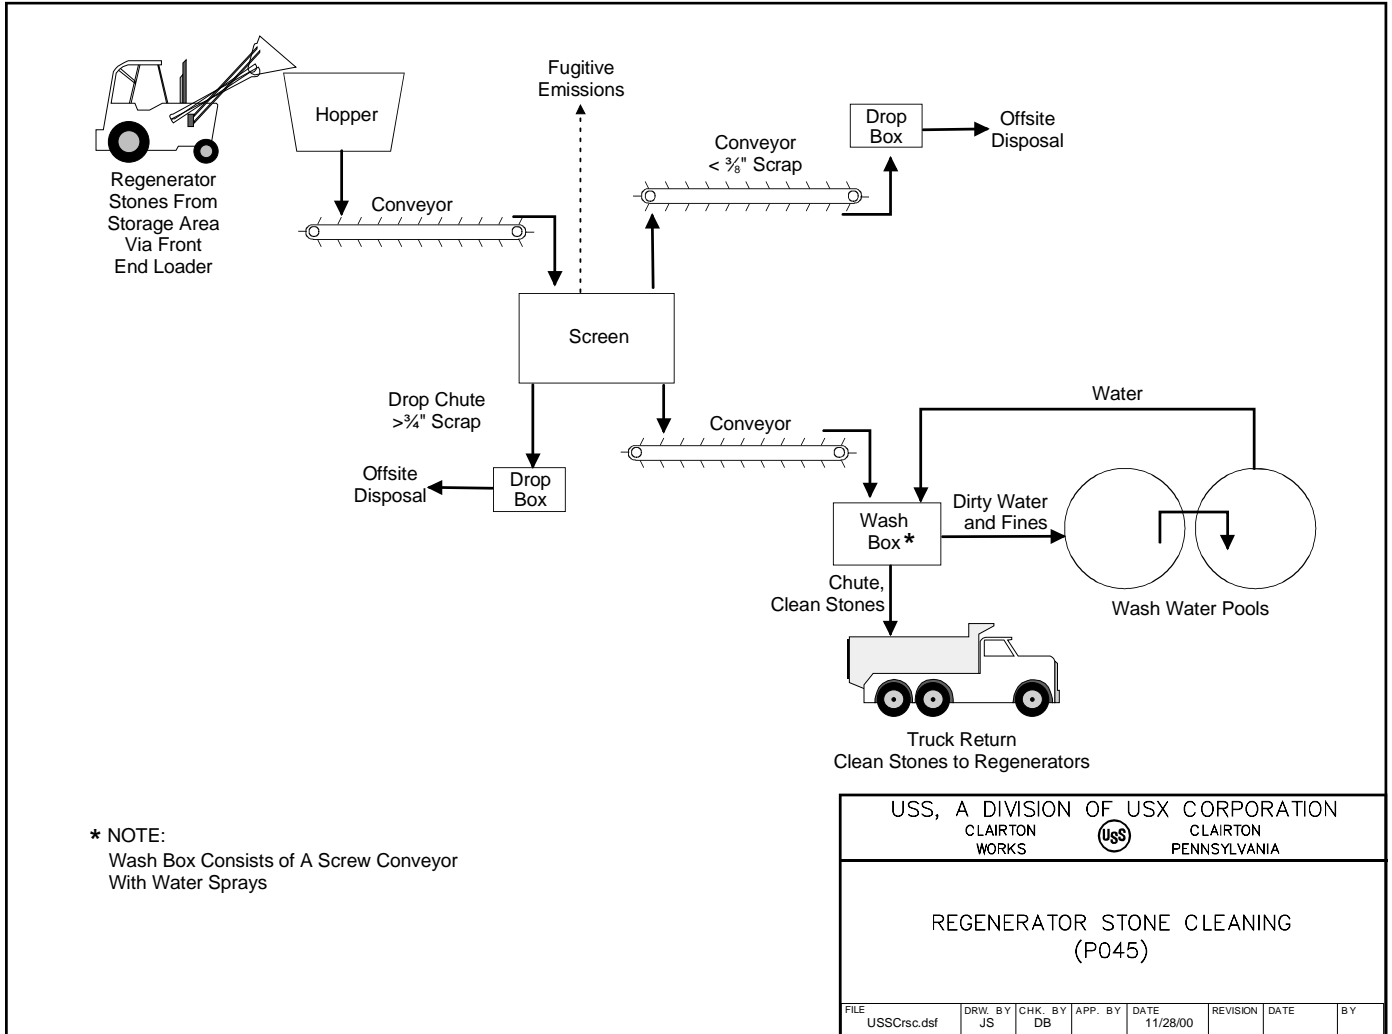 Hopper
Regenerator
Stones From
Storage Area
Via Front
End Loader
Conveyor
Fugitive
Emissions
Conveyor
< ⅜" Scrap
Drop
Box
Offsite
Disposal
Screen
Drop Chute
>¾" Scrap
Offsite
Disposal
Drop
Box
Conveyor
Water
Wash
Box*
Dirty Water
and Fines
Wash Water Pools
Chute,
Clean Stones
Truck Return
Clean Stones to Regenerators
* NOTE:
Wash Box Consists of A Screw Conveyor
With Water Sprays
USS, A DIVISION OF USX CORPORATION
CLAIRTON
WORKS
USS
CLAIRTON
PENNSYLVANIA
REGENERATOR STONE CLEANING
(P045)
FILE DRW. BY CHK. BY APP. BY DATE REVISION DATE BY
USSCrsc.dsf JS DB 11/28/00